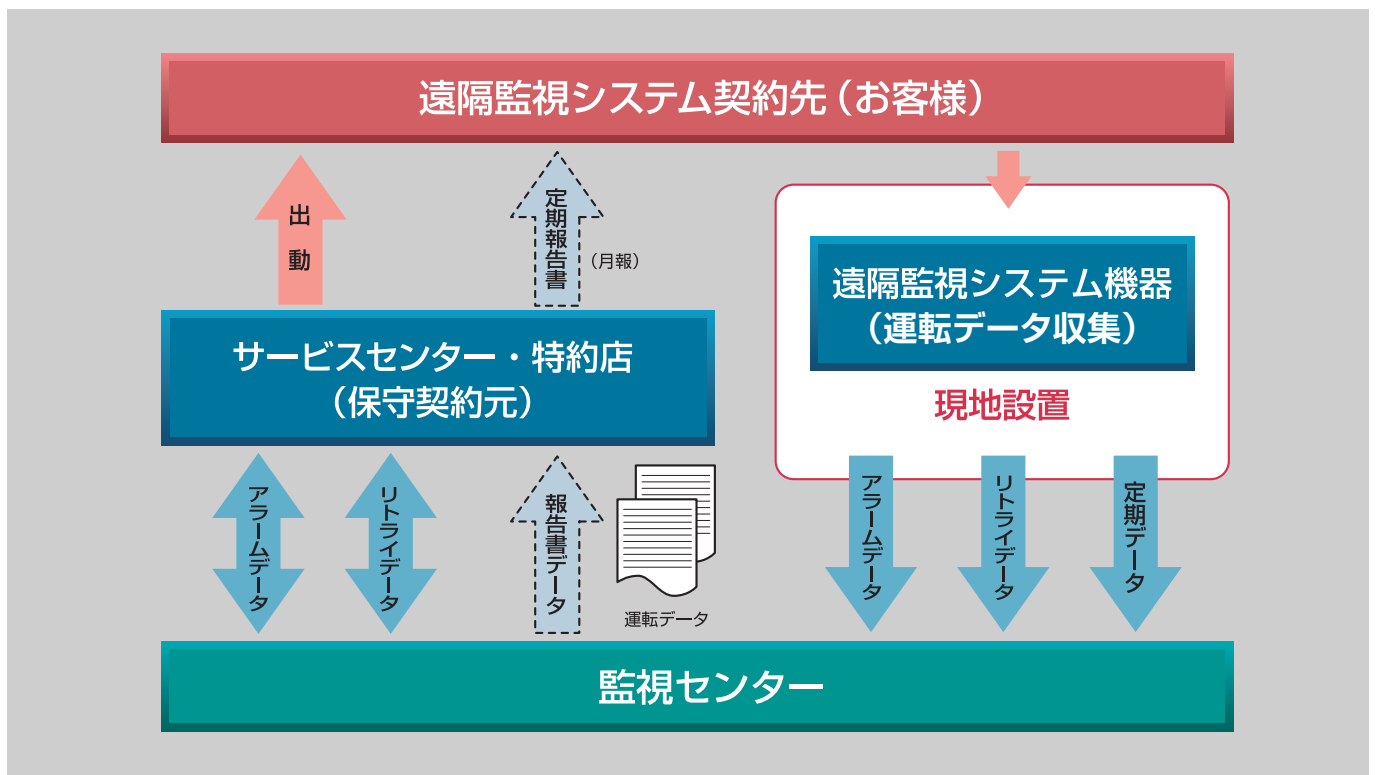 遠隔監視システム契約先（お客様）
出動
定期報告書
（月報）
遠隔監視システム機器
（運転データ収集）
現地設置
サービスセンター・特約店
（保守契約元）
アラームデータ
リトライデータ
報告書データ
運転データ
アラームデータ
リトライデータ
定期データ
監視センター